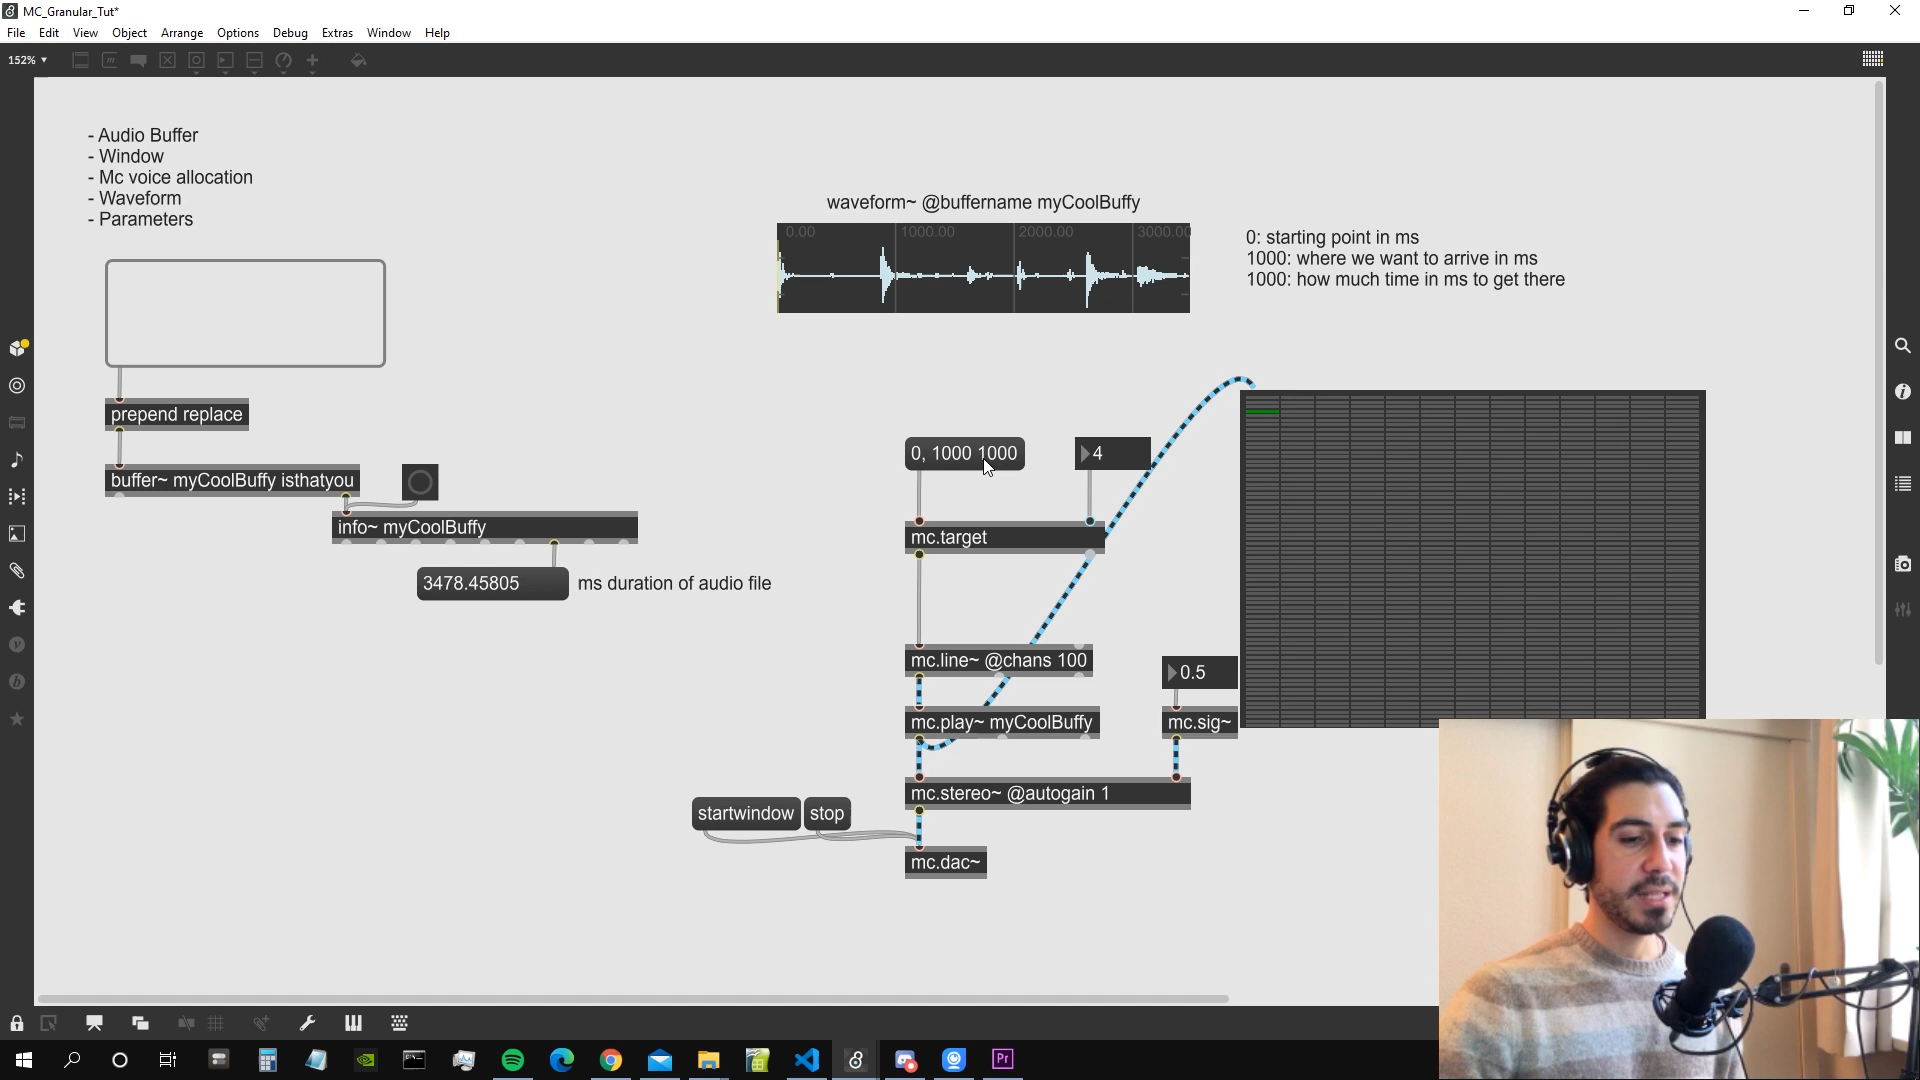 MC_Granular_Tut*
File Edit View Object Arrange Options Debug Extras Window Help
152%
- Audio Buffer
- Window
- Mc voice allocation
- Waveform
- Parameters
waveform~ @buffername myCoolBuffy
0.00 1000.00 2000.00 3000.00
0: starting point in ms
1000: where we want to arrive in ms
1000: how much time in ms to get there
prepend replace
buffer~ myCoolBuffy isthatyou
info~ myCoolBuffy
3478.45805 ms duration of audio file
0, 1000 1000
4
mc.target
mc.line~ @chans 100
0.5
mc.play~ myCoolBuffy
mc.sig~
mc.stereo~ @autogain 1
startwindow stop
mc.dac~
Pr